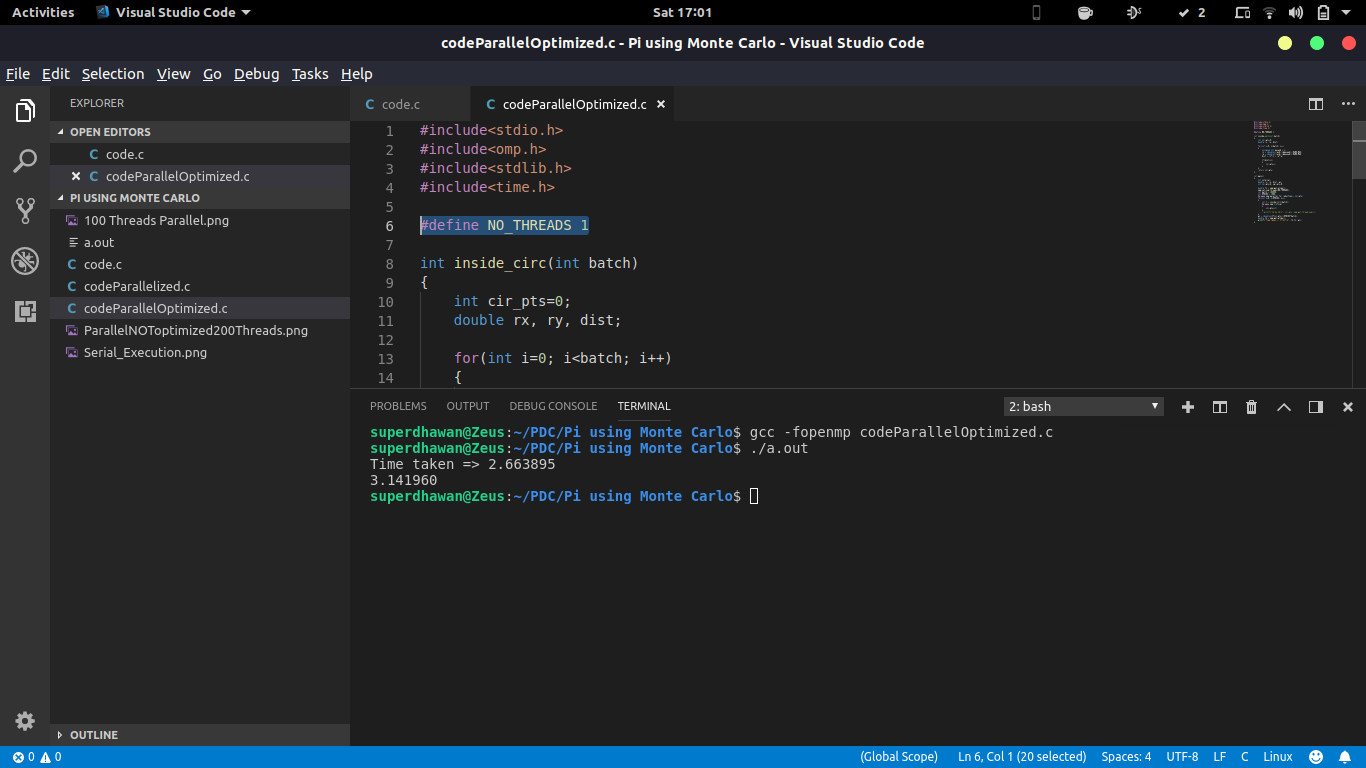 Activities Visual Studio Code Sat 17:01 2
codeParallelOptimized.c - Pi using Monte Carlo - Visual Studio Code
File Edit Selection View Go Debug Tasks Help
EXPLORER
OPEN EDITORS
C code.c
C codeParallelOptimized.c
PI USING MONTE CARLO
100 Threads Parallel.png
a.out
C code.c
C codeParallelized.c
C codeParallelOptimized.c
ParallelNOToptimized200Threads.png
Serial_Execution.png
OUTLINE
C code.c C codeParallelOptimized.c
1 #include<stdio.h>
2 #include<omp.h>
3 #include<stdlib.h>
4 #include<time.h>
5
6 #define NO_THREADS 1
7
8 int inside_circ(int batch)
9 {
10 int cir_pts=0;
11 double rx, ry, dist;
12
13 for(int i=0; i<batch; i++)
14 {
PROBLEMS OUTPUT DEBUG CONSOLE TERMINAL 2: bash
superdhawan@Zeus:~/PDC/Pi using Monte Carlo$ gcc -fopenmp codeParallelOptimized.c
superdhawan@Zeus:~/PDC/Pi using Monte Carlo$ ./a.out
Time taken => 2.663895
3.141960
superdhawan@Zeus:~/PDC/Pi using Monte Carlo$
0 0 (Global Scope) Ln 6, Col 1 (20 selected) Spaces: 4 UTF-8 LF C Linux